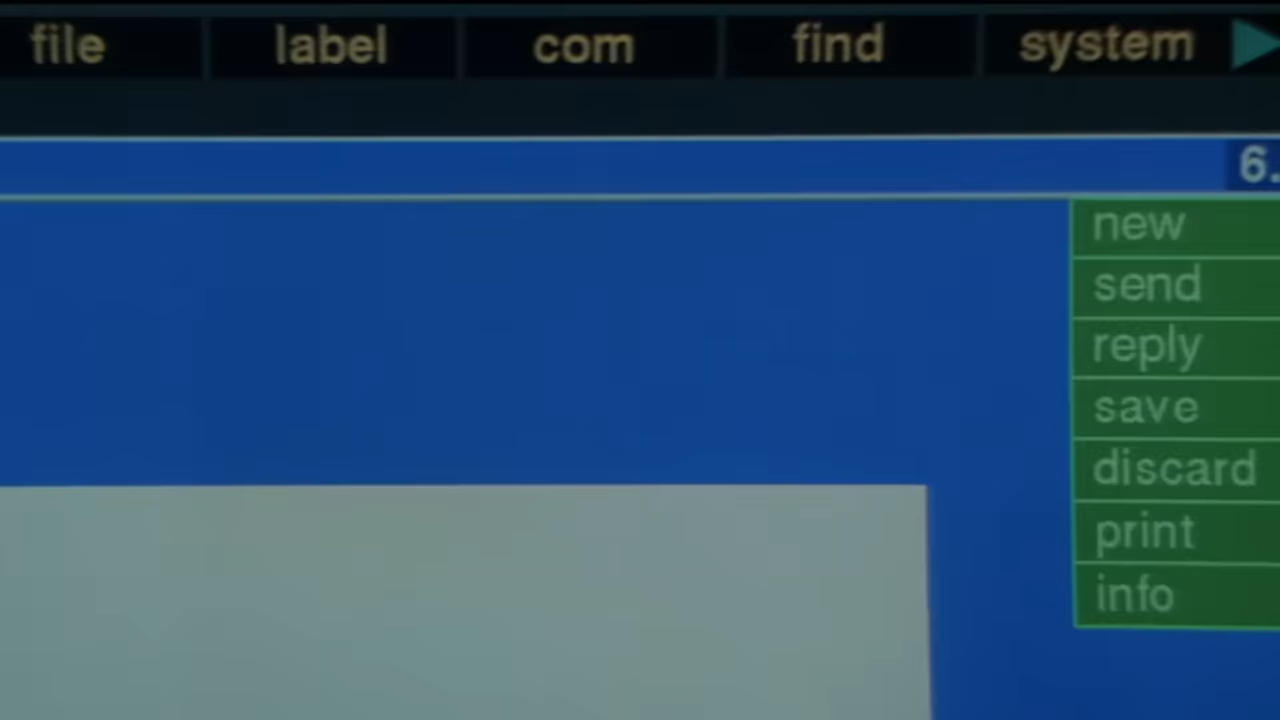 file label com find system
6.
new
send
reply
save
discard
print
info